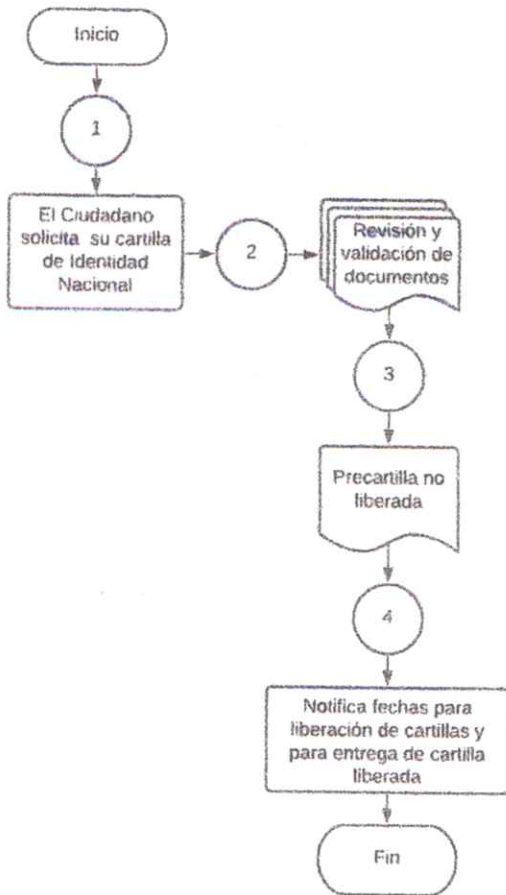 Inicio
1
El Ciudadano
solicita su cartilla
de Identidad
Nacional
2
Revisión y
validación de
documentos
3
Precartilla no
liberada
4
Notifica fechas para
liberación de cartillas y
para entrega de cartilla
liberada
Fin